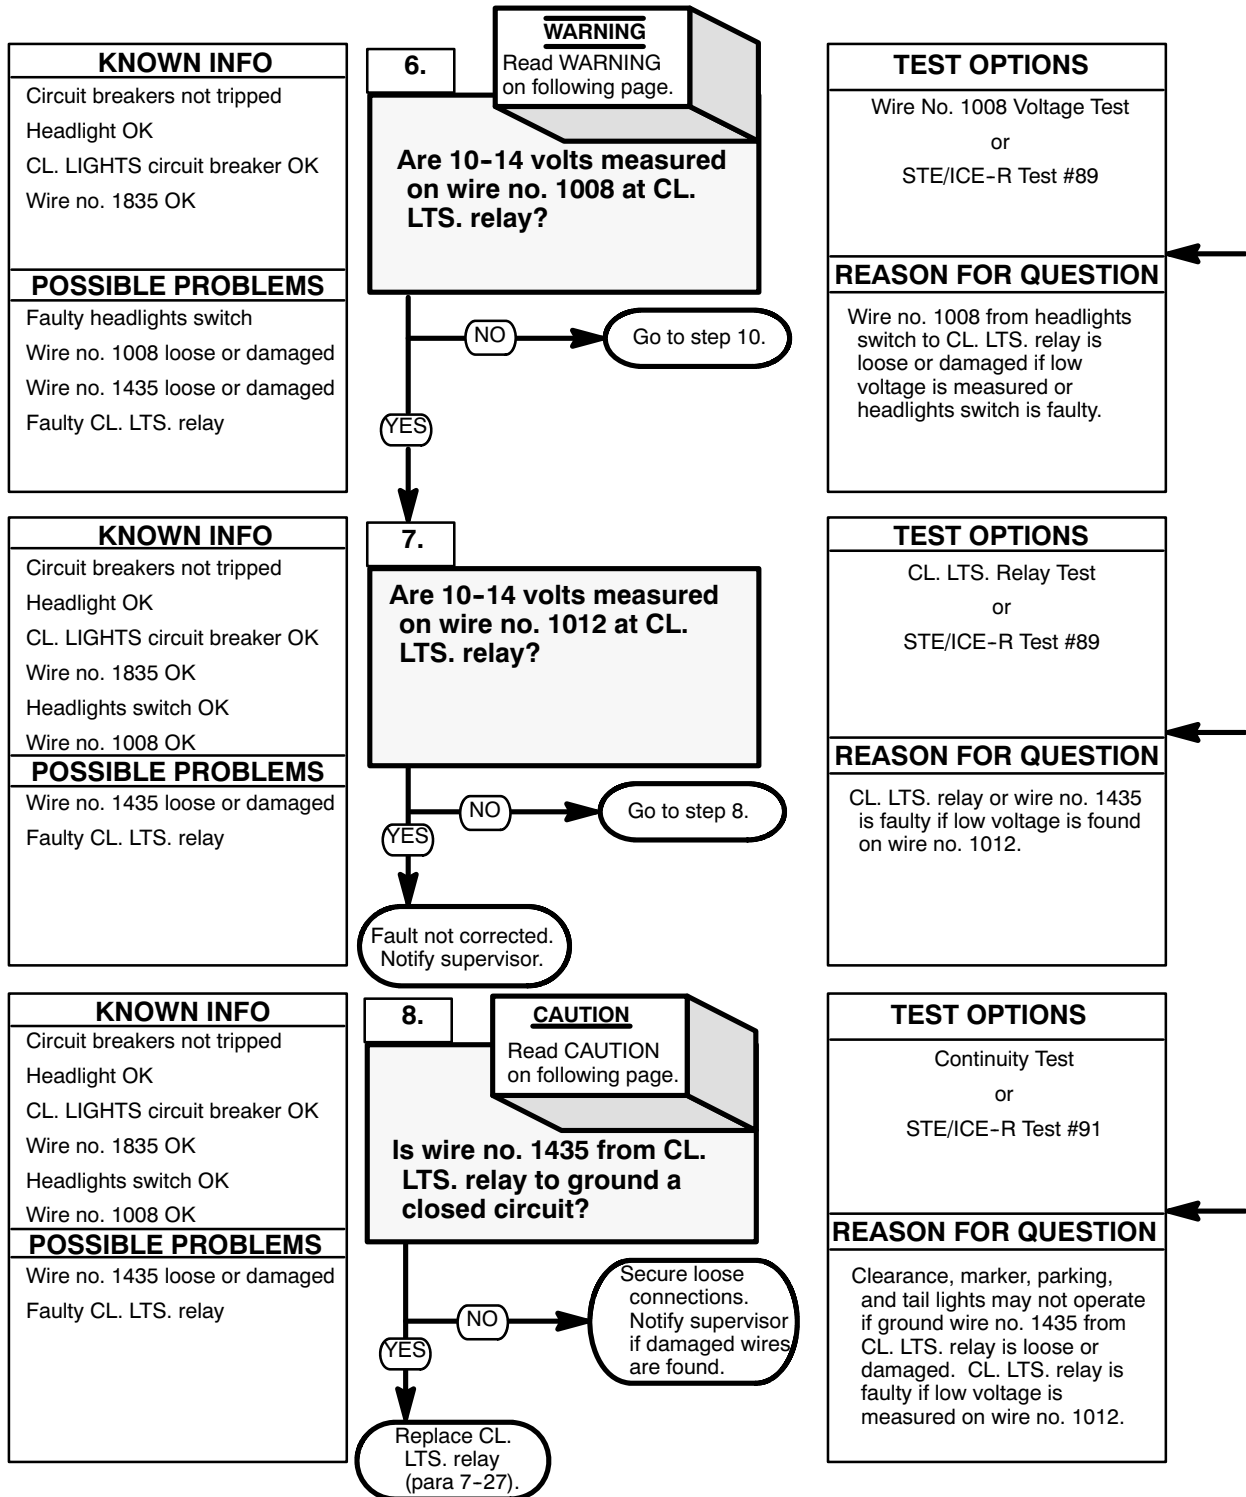 KNOWN INFO
Circuit breakers not tripped
Headlight OK
CL. LIGHTS circuit breaker OK
Wire no. 1835 OK
POSSIBLE PROBLEMS
Faulty headlights switch
Wire no. 1008 loose or damaged
Wire no. 1435 loose or damaged
Faulty CL. LTS. relay
6.
WARNING
Read WARNING
on following page.
Are 10-14 volts measured
on wire no. 1008 at CL.
LTS. relay?
NO
Go to step 10.
YES
TEST OPTIONS
Wire No. 1008 Voltage Test
or
STE/ICE-R Test #89
REASON FOR QUESTION
Wire no. 1008 from headlights
switch to CL. LTS. relay is
loose or damaged if low
voltage is measured or
headlights switch is faulty.
KNOWN INFO
Circuit breakers not tripped
Headlight OK
CL. LIGHTS circuit breaker OK
Wire no. 1835 OK
Headlights switch OK
Wire no. 1008 OK
POSSIBLE PROBLEMS
Wire no. 1435 loose or damaged
Faulty CL. LTS. relay
7.
Are 10-14 volts measured
on wire no. 1012 at CL.
LTS. relay?
NO
Go to step 8.
YES
Fault not corrected.
Notify supervisor.
TEST OPTIONS
CL. LTS. Relay Test
or
STE/ICE-R Test #89
REASON FOR QUESTION
CL. LTS. relay or wire no. 1435
is faulty if low voltage is found
on wire no. 1012.
KNOWN INFO
Circuit breakers not tripped
Headlight OK
CL. LIGHTS circuit breaker OK
Wire no. 1835 OK
Headlights switch OK
Wire no. 1008 OK
POSSIBLE PROBLEMS
Wire no. 1435 loose or damaged
Faulty CL. LTS. relay
8.
CAUTION
Read CAUTION
on following page.
Is wire no. 1435 from CL.
LTS. relay to ground a
closed circuit?
NO
Secure loose
connections.
Notify supervisor
if damaged wires
are found.
YES
Replace CL.
LTS. relay
(para 7-27).
TEST OPTIONS
Continuity Test
or
STE/ICE-R Test #91
REASON FOR QUESTION
Clearance, marker, parking,
and tail lights may not operate
if ground wire no. 1435 from
CL. LTS. relay is loose or
damaged. CL. LTS. relay is
faulty if low voltage is
measured on wire no. 1012.